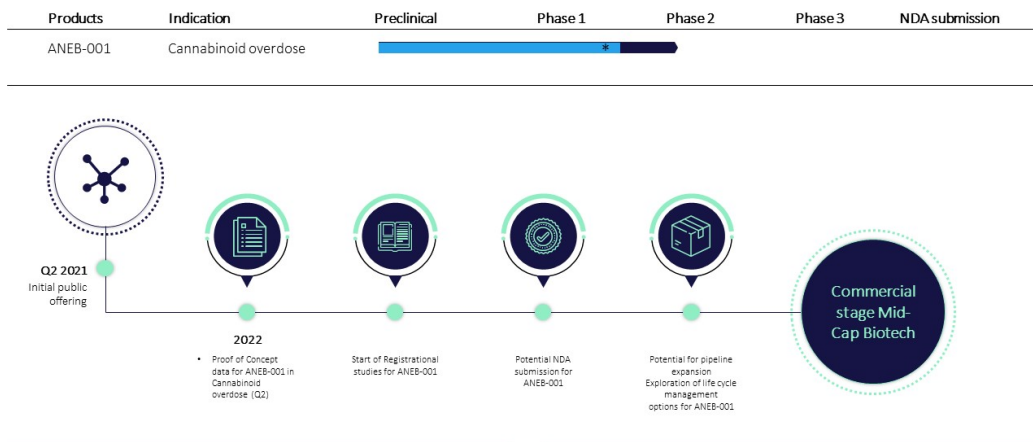 Products Indication Preclinical Phase 1 Phase 2 Phase 3 NDA submission
ANEB-001 Cannabinoid overdose *
Q2 2021
Initial public
offering
2022
• Proof of Concept
data for ANEB-001 in
Cannabinoid
overdose (Q2)
Start of Registrational
studies for ANEB-001
Potential NDA
submission for
ANEB-001
Potential for pipeline
expansion
Exploration of life cycle
management
options for ANEB-001
Commercial
stage Mid-
Cap Biotech